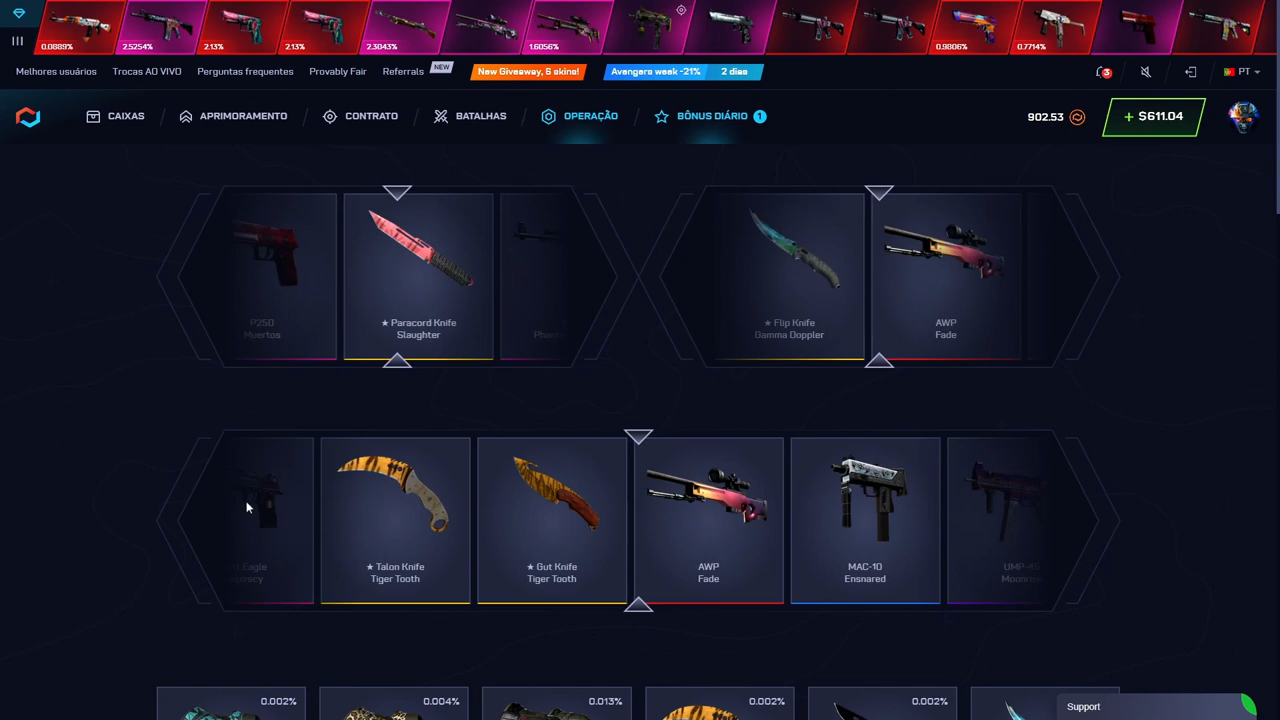 0.0889%
2.5254%
2.13%
2.13%
2.3043%
1.6056%
0.9806%
0.7714%
Melhores usuários
Trocas AO VIVO
Perguntas frequentes
Provably Fair
Referrals
NEW
New Giveaway, 6 skins!
Avengers week -21%
2 dias
3
PT
CAIXAS
APRIMORAMENTO
CONTRATO
BATALHAS
OPERAÇÃO
BÔNUS DIÁRIO
1
902.53
+ $611.04
P250
Muertos
★ Paracord Knife
Slaughter
★ Flip Knife
Gamma Doppler
AWP
Fade
Eagle
★ Talon Knife
Tiger Tooth
★ Gut Knife
Tiger Tooth
AWP
Fade
MAC-10
Ensnared
0.002%
0.004%
0.013%
0.002%
0.002%
Support